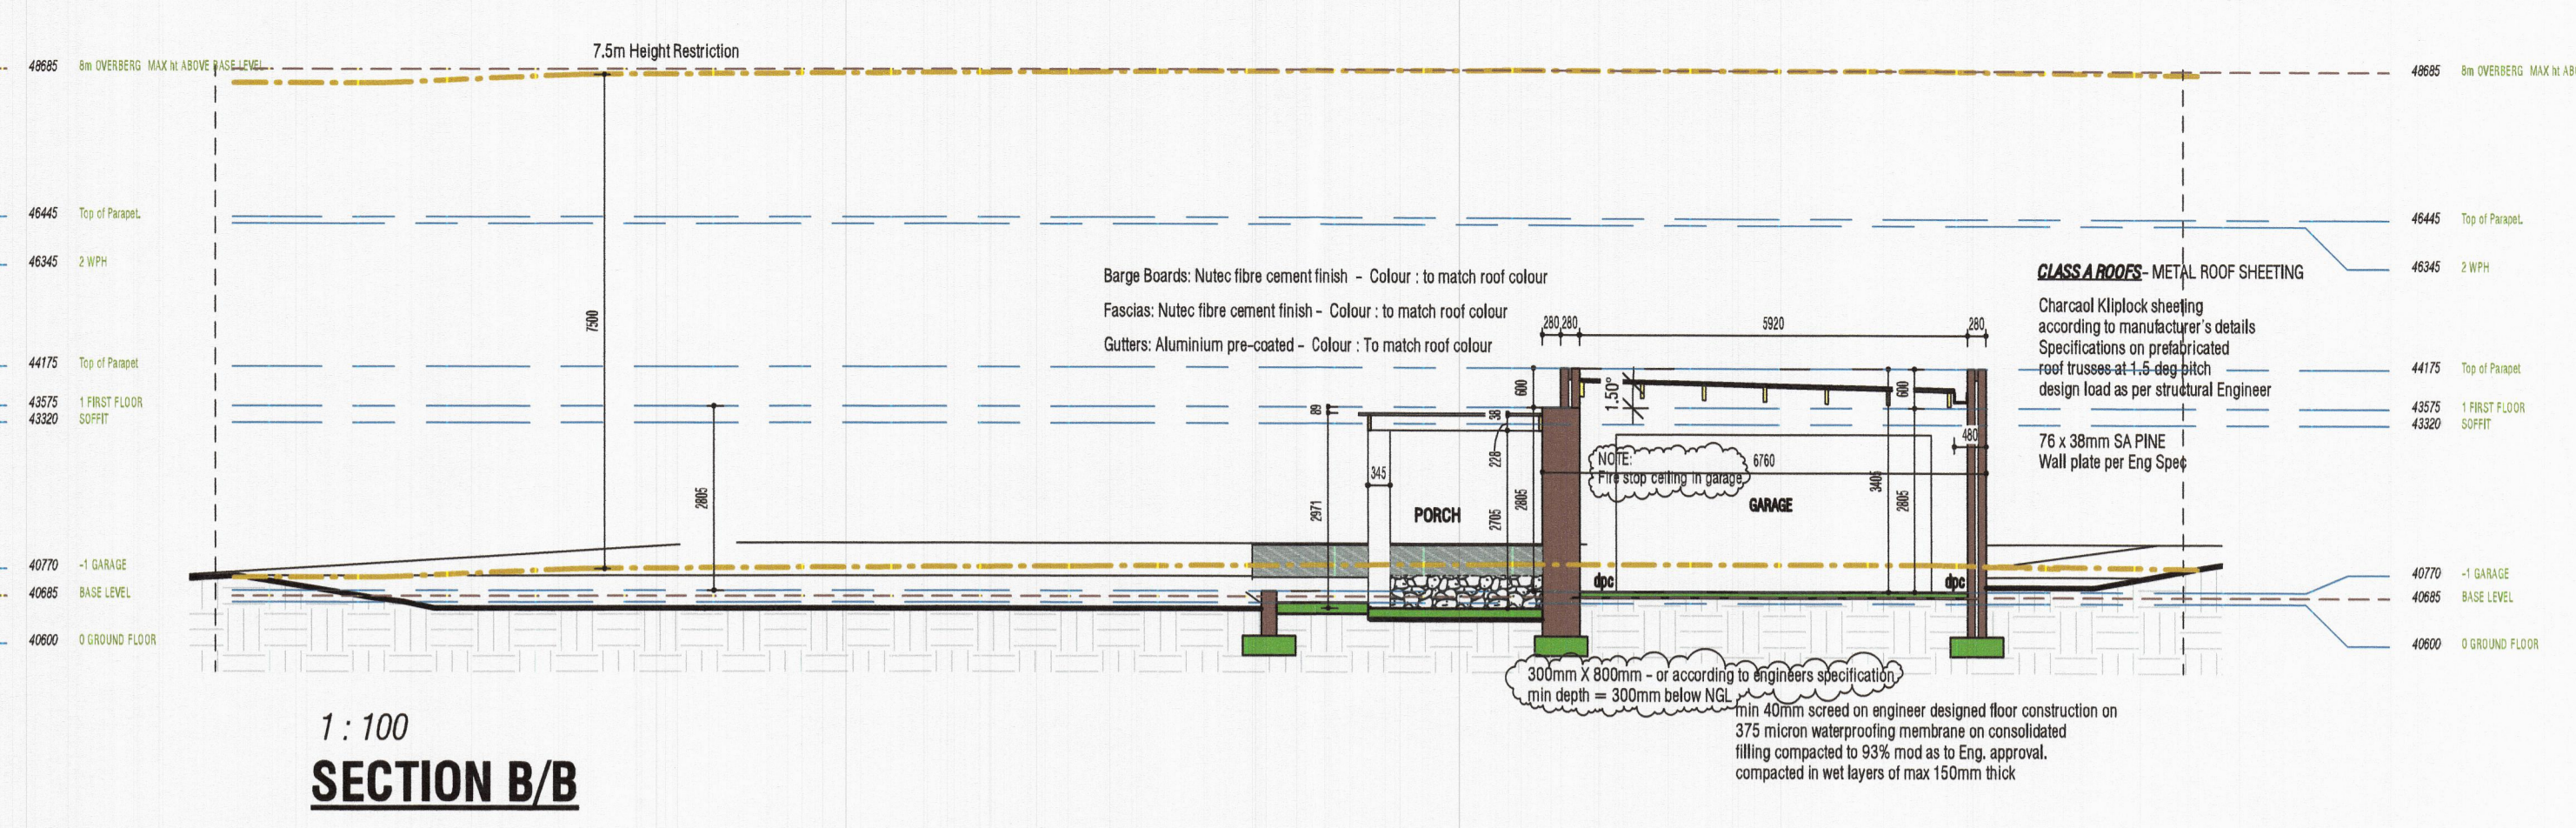 7.5m Height Restriction
48685 8m OVERBERG MAX ht ABOVE BASE LEVEL
48685 8m OVERBERG MAX ht
46445 Top of Parapet.
46445 Top of Parapet.
46345 2 WPH
46345 2 WPH
Barge Boards: Nutec fibre cement finish - Colour : to match roof colour
Fascias: Nutec fibre cement finish - Colour : to match roof colour
Gutters: Aluminium pre-coated - Colour : To match roof colour
CLASS A ROOFS - METAL ROOF SHEETING
Charcaol Kliplock sheeting
according to manufacturer's details
Specifications on prefabricated
roof trusses at 1.5 deg pitch
design load as per structural Engineer
76 x 38mm SA PINE
Wall plate per Eng Spec
280 280 5920 280
7500
44175 Top of Parapet
44175 Top of Parapet
43575 1 FIRST FLOOR
43320 SOFFIT
43575 1 FIRST FLOOR
43320 SOFFIT
600
1.50°
600
89
38
228
480
345
NOTE:
Fire stop ceiling in garage
6760
2805
2971
2705
2805
3405
2805
PORCH
GARAGE
dpc
dpc
40770 -1 GARAGE
40685 BASE LEVEL
40600 0 GROUND FLOOR
40770 -1 GARAGE
40685 BASE LEVEL
40600 0 GROUND FLOOR
300mm X 800mm - or according to engineers specification
min depth = 300mm below NGL
min 40mm screed on engineer designed floor construction on
375 micron waterproofing membrane on consolidated
filling compacted to 93% mod as to Eng. approval.
compacted in wet layers of max 150mm thick
1 : 100
SECTION B/B